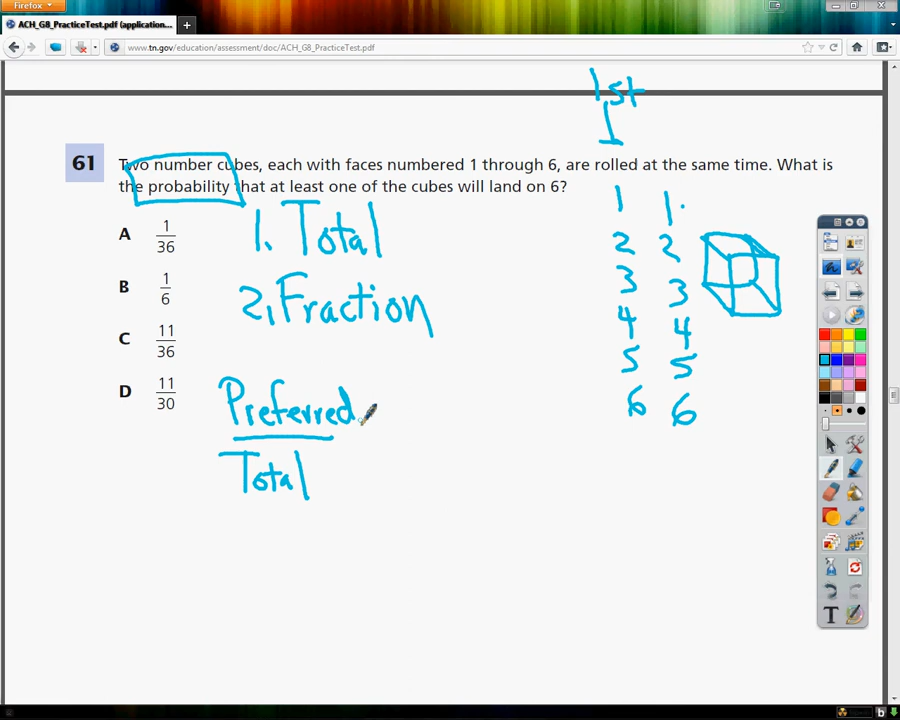 Firefox
ACH_G8_PracticeTest.pdf (application...
www.tn.gov/education/assessment/doc/ACH_G8_PracticeTest.pdf
1st
61 Two number cubes, each with faces numbered 1 through 6, are rolled at the same time. What is
the probability that at least one of the cubes will land on 6?
A 1/36
B 1/6
C 11/36
D 11/30
1. Total
2. Fraction
Preferred
Total
1 1.
2 2
3 3
4 4
5 5
6 6
T